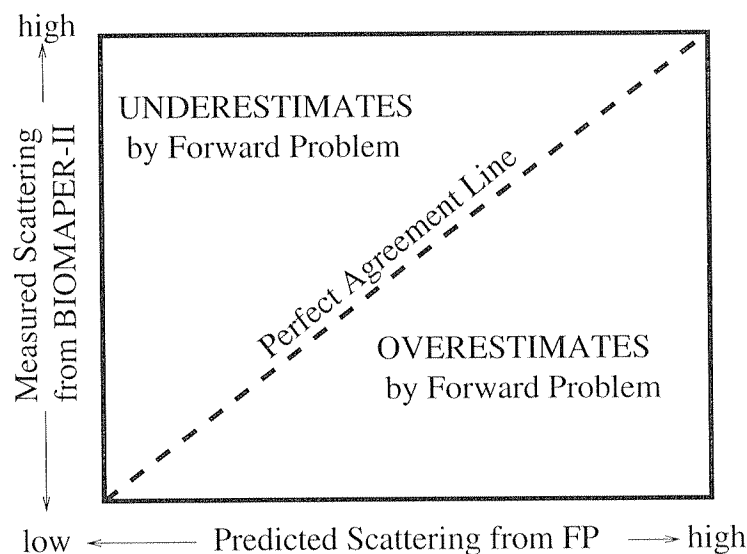 high
UNDERESTIMATES
by Forward Problem
Measured Scattering
from BIOMAPER-II
Perfect Agreement Line
OVERESTIMATES
by Forward Problem
low
Predicted Scattering from FP
high